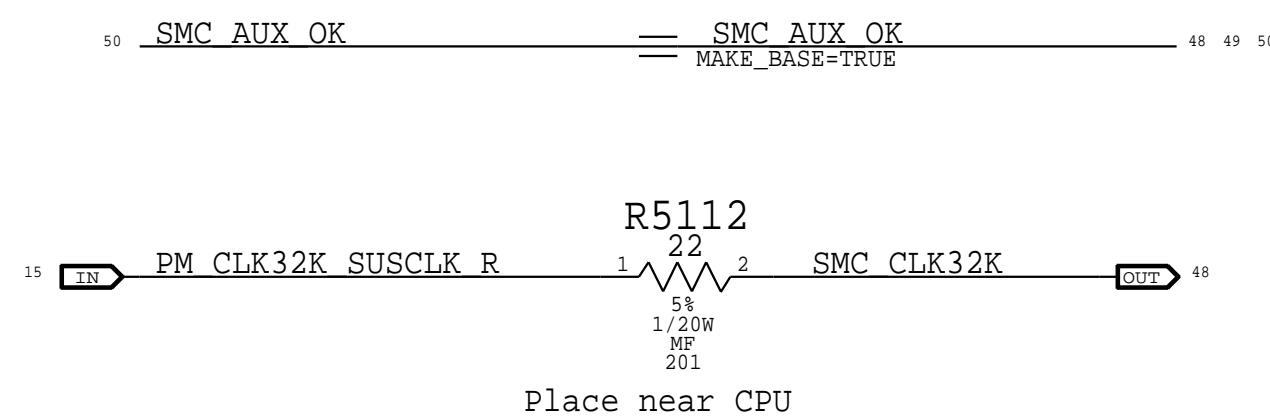 50 SMC_AUX_OK SMC_AUX_OK 48 49 50
MAKE_BASE=TRUE
R5112
22
15 IN PM_CLK32K_SUSCLK_R 1 2 SMC_CLK32K OUT 48
5%
1/20W
MF
201
Place near CPU